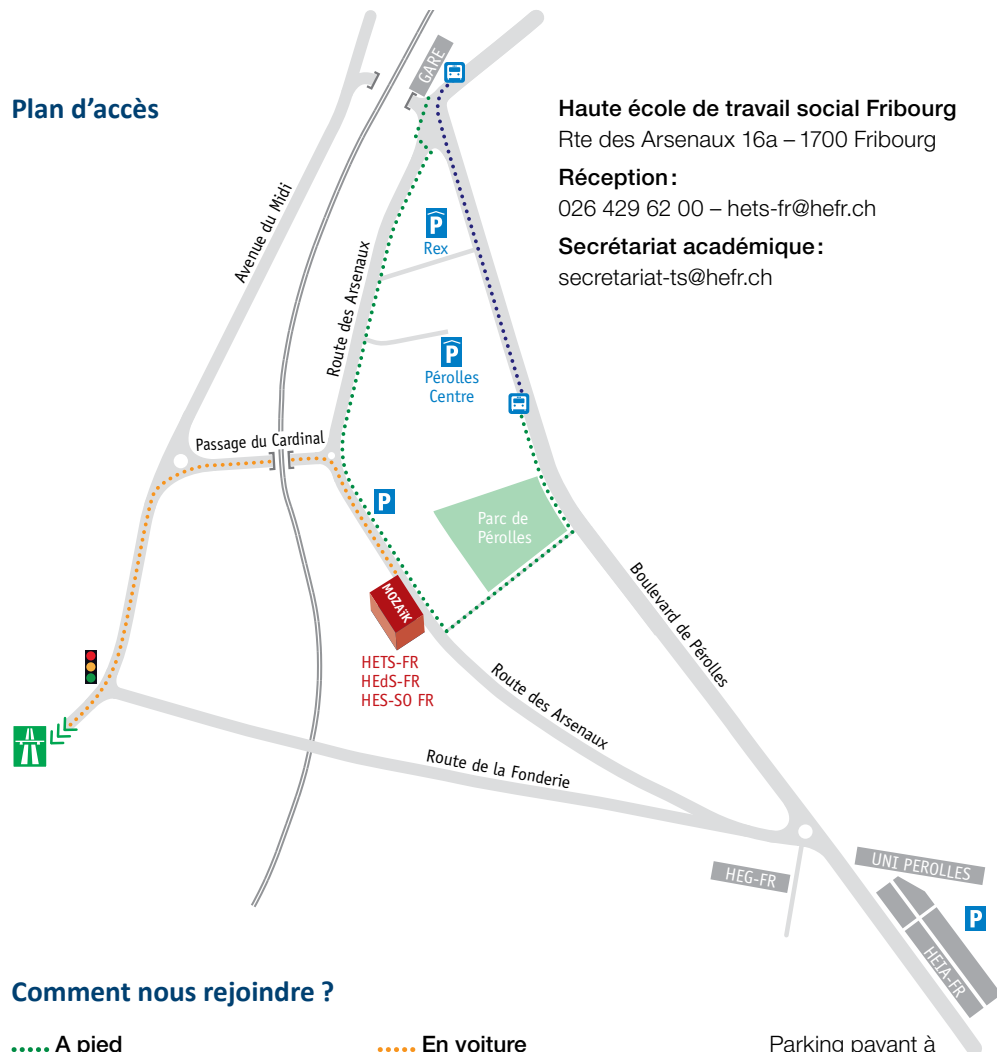 Plan d'accès
GARE
Haute école de travail social Fribourg
Rte des Arsenaux 16a – 1700 Fribourg
Réception :
026 429 62 00 – hets-fr@hefr.ch
Secrétariat académique :
secretariat-ts@hefr.ch
Avenue du Midi
Route des Arsenaux
P
Rex
P
Pérolles
Centre
Passage du Cardinal
P
Parc de
Pérolles
MOZAÏK
HETS-FR
HEdS-FR
HES-SO FR
Boulevard de Pérolles
Route des Arsenaux
Route de la Fonderie
HEG-FR
UNI PEROLLES
P
HEIA-FR
Comment nous rejoindre ?
..... A pied
..... En voiture
Parking payant à